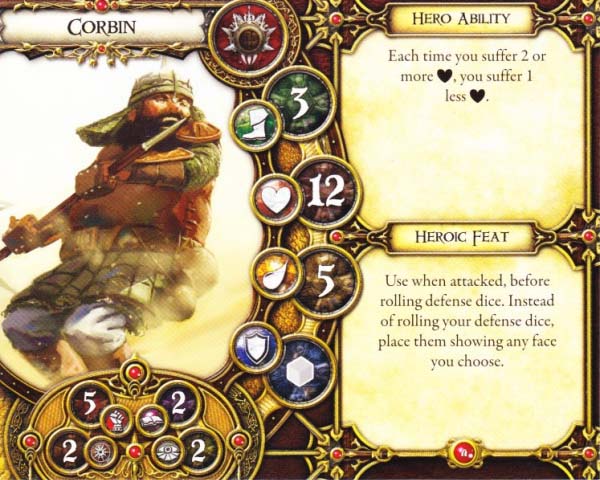 CORBIN
3
12
5
5 2
2 2
HERO ABILITY
Each time you suffer 2 or
more ♥, you suffer 1
less ♥.
HEROIC FEAT
Use when attacked, before
rolling defense dice. Instead
of rolling your defense dice,
place them showing any face
you choose.